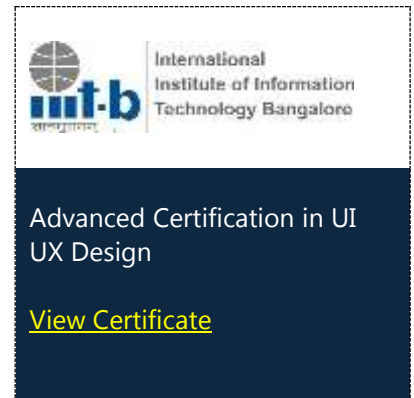 International
Institute of Information
Technology Bangalore
iiit-b
Advanced Certification in UI
UX Design
View Certificate